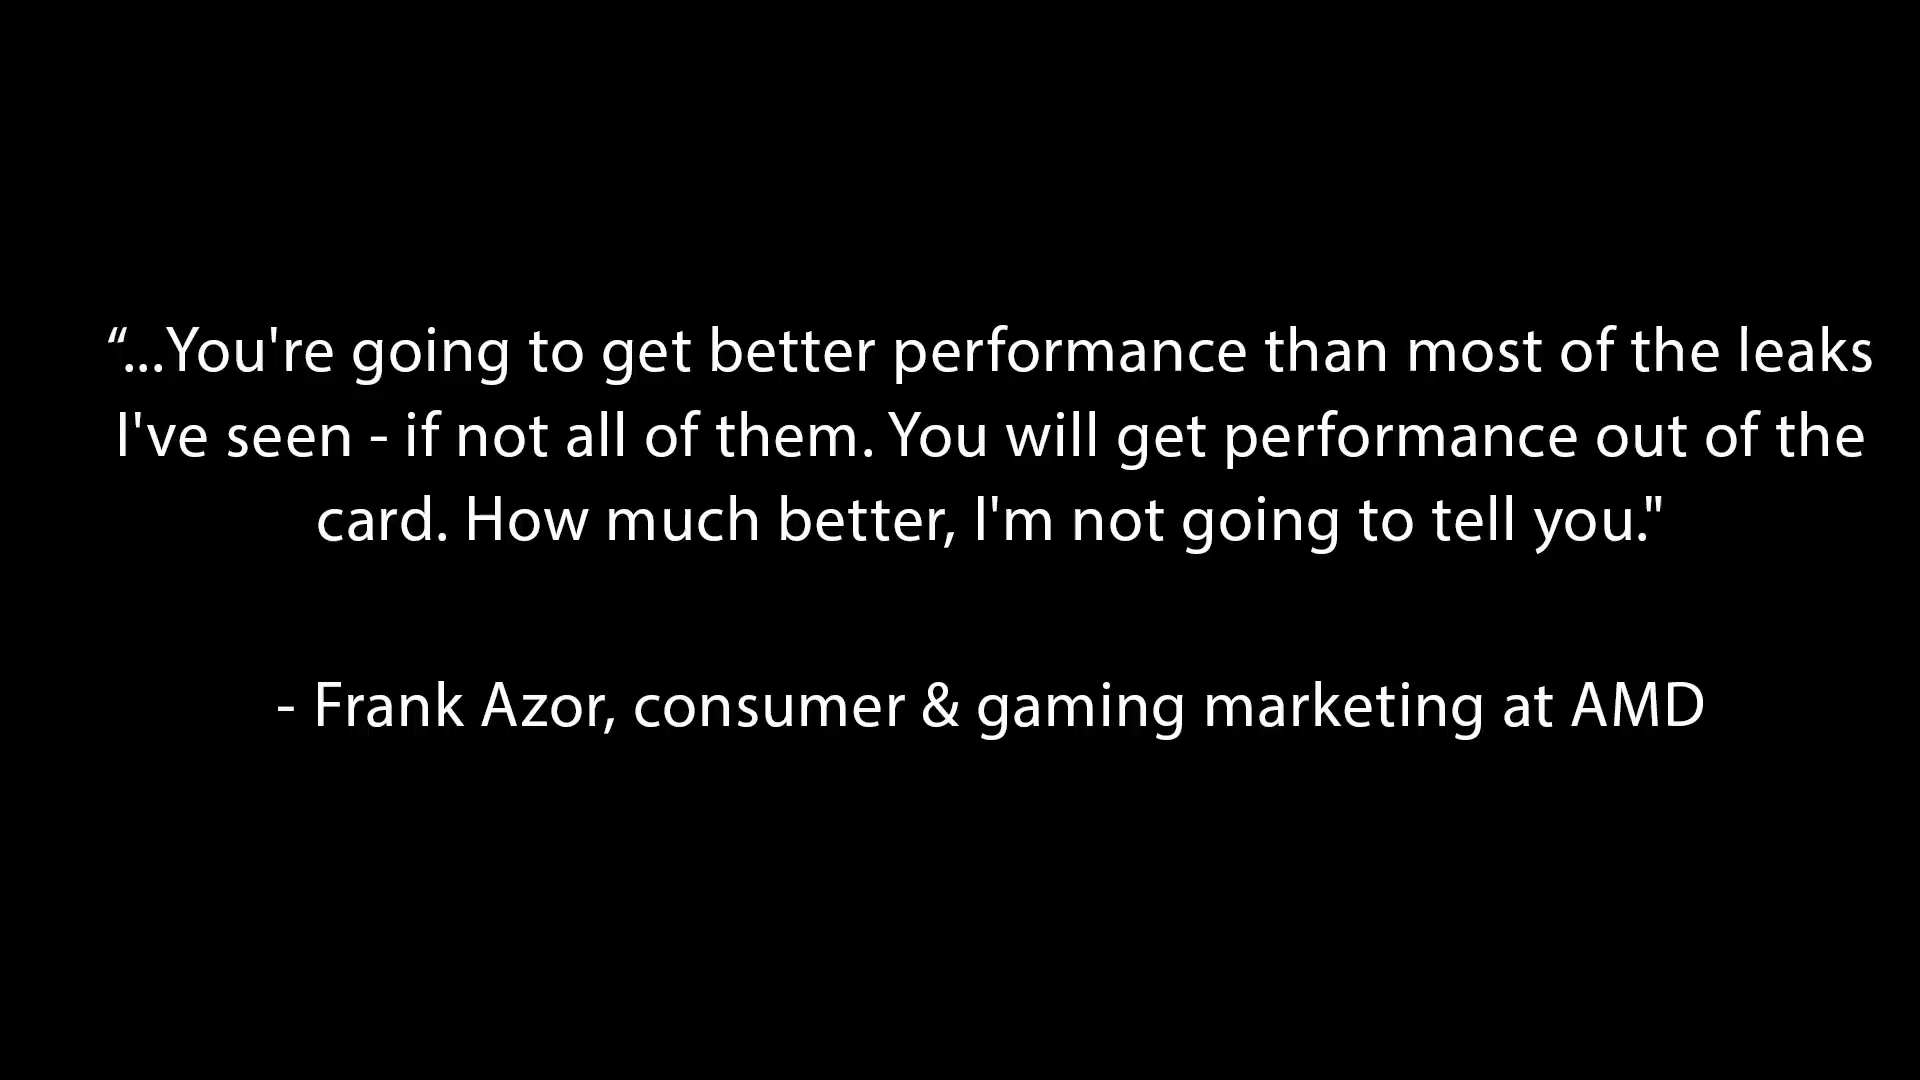 “...You're going to get better performance than most of the leaks
I've seen - if not all of them. You will get performance out of the
card. How much better, I'm not going to tell you."
- Frank Azor, consumer & gaming marketing at AMD